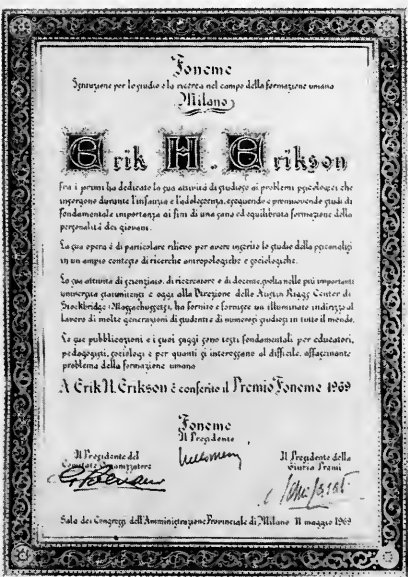 Foneme
Istituzione per lo studio e la ricerca nel campo della formazione umana
Milano
Erik H. Erikson
fra i primi ha dedicato la sua attività di studioso ai problemi psicologici che
insorgono durante l'infanzia e l'adolescenza, eseguendo e promuovendo studi di
fondamentale importanza ai fini di una sana ed equilibrata formazione della
personalità dei giovani.
La sua opera è di particolare rilievo per avere inserito lo studio della psicanalisi
in un ampio contesto di ricerche antropologiche e sociologiche.
La sua attività di scienziato, di ricercatore e di docente, svolta nelle più importanti
università statunitensi e oggi alla Direzione della Austin Riggs Center di
Stockbridge (Massachussets), ha fornito e fornisce un illuminato indirizzo al
lavoro di molte generazioni di studenti e di numerosi studiosi in tutto il mondo.
Le sue pubblicazioni e i suoi saggi sono testi fondamentali per educatori,
pedagogisti, sociologi e per quanti si interessano al difficile, affascinante
problema della formazione umana
A Erik H. Erikson è conferito il Premio Foneme 1969
Foneme
Il Presidente
Il Presidente del
Comitato Organizzatore
Il Presidente della
Giuria Premi
Sala dei Congressi dell'Amministrazione Provinciale di Milano 11 maggio 1969